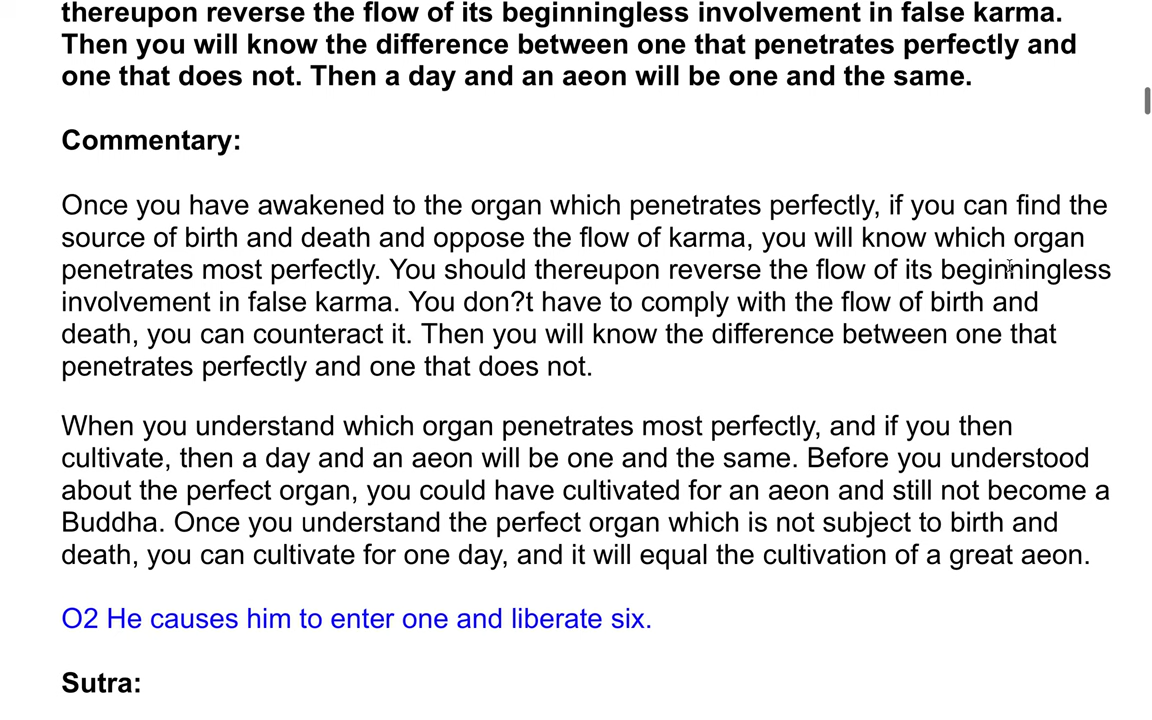 thereupon reverse the flow of its beginningless involvement in false karma.
Then you will know the difference between one that penetrates perfectly and
one that does not. Then a day and an aeon will be one and the same.
Commentary:
Once you have awakened to the organ which penetrates perfectly, if you can find the
source of birth and death and oppose the flow of karma, you will know which organ
penetrates most perfectly. You should thereupon reverse the flow of its beginningless
involvement in false karma. You don?t have to comply with the flow of birth and
death, you can counteract it. Then you will know the difference between one that
penetrates perfectly and one that does not.
When you understand which organ penetrates most perfectly, and if you then
cultivate, then a day and an aeon will be one and the same. Before you understood
about the perfect organ, you could have cultivated for an aeon and still not become a
Buddha. Once you understand the perfect organ which is not subject to birth and
death, you can cultivate for one day, and it will equal the cultivation of a great aeon.
O2 He causes him to enter one and liberate six.
Sutra: